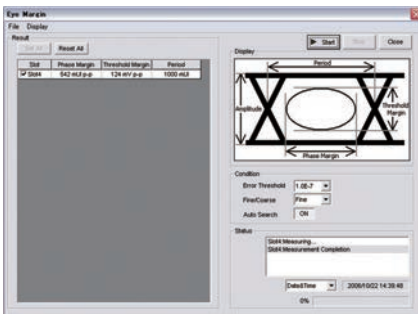 Eye Margin
File Display
Result
Set All Reset All
Slot Phase Margin Threshold Margin Period
Slot4 542 mUI p-p 124 mV p-p 1000 mUI
Start Stop Close
Display
Period
Amplitude
Threshold Margin
Phase Margin
Condition
Error Threshold 1.0E-7
Fine/Coarse Fine
Auto Search ON
Status
Slot4:Measuring...
Slot4:Measurement Completion
Date&Time 2006/10/22 14:39:48
0%